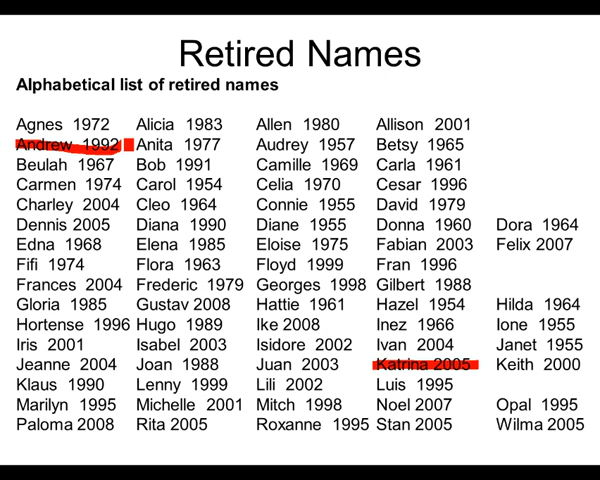 Retired Names
Alphabetical list of retired names
Agnes 1972 Alicia 1983 Allen 1980 Allison 2001
Andrew 1992 Anita 1977 Audrey 1957 Betsy 1965
Beulah 1967 Bob 1991 Camille 1969 Carla 1961
Carmen 1974 Carol 1954 Celia 1970 Cesar 1996
Charley 2004 Cleo 1964 Connie 1955 David 1979
Dennis 2005 Diana 1990 Diane 1955 Donna 1960 Dora 1964
Edna 1968 Elena 1985 Eloise 1975 Fabian 2003 Felix 2007
Fifi 1974 Flora 1963 Floyd 1999 Fran 1996
Frances 2004 Frederic 1979 Georges 1998 Gilbert 1988
Gloria 1985 Gustav 2008 Hattie 1961 Hazel 1954 Hilda 1964
Hortense 1996 Hugo 1989 Ike 2008 Inez 1966 Ione 1955
Iris 2001 Isabel 2003 Isidore 2002 Ivan 2004 Janet 1955
Jeanne 2004 Joan 1988 Juan 2003 Katrina 2005 Keith 2000
Klaus 1990 Lenny 1999 Lili 2002 Luis 1995
Marilyn 1995 Michelle 2001 Mitch 1998 Noel 2007 Opal 1995
Paloma 2008 Rita 2005 Roxanne 1995 Stan 2005 Wilma 2005